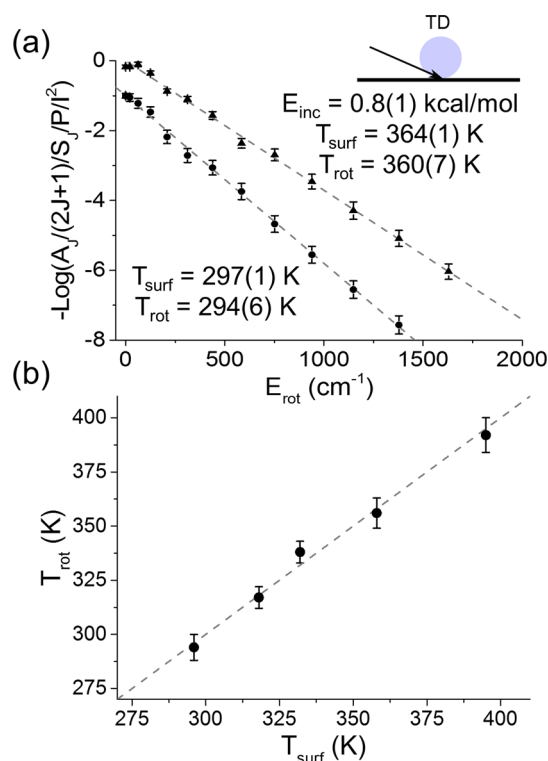 (a)
TD
E_inc = 0.8(1) kcal/mol
T_surf = 364(1) K
T_rot = 360(7) K
0
-2
-4
-6
-8
-Log(A_J/(2J+1)/S_J/P/I²)
T_surf = 297(1) K
T_rot = 294(6) K
0 500 1000 1500 2000
E_rot (cm⁻¹)
(b)
400
375
350
325
300
275
T_rot (K)
275 300 325 350 375 400
T_surf (K)